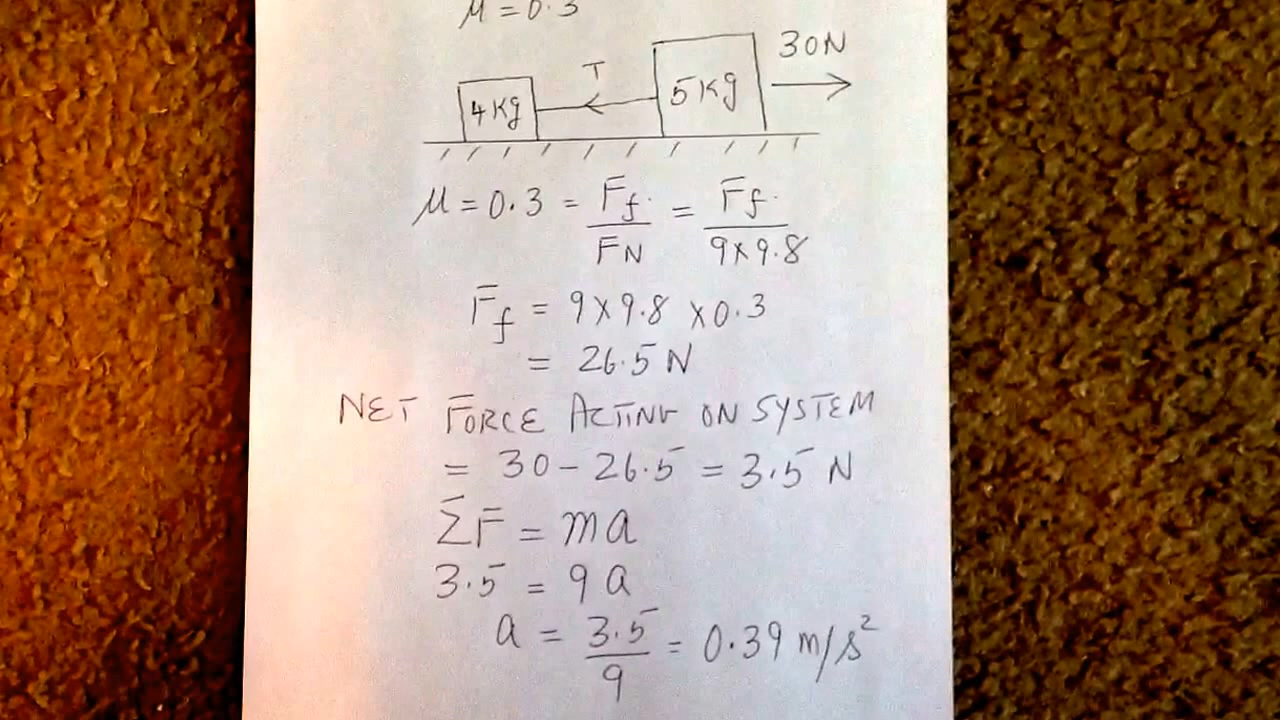 μ = 0.3
30N
T
4Kg
5Kg
μ = 0.3 = Ff / FN = Ff / 9×9.8
Ff = 9×9.8 ×0.3
= 26.5 N
NET FORCE ACTING ON SYSTEM
= 30 - 26.5 = 3.5 N
ΣF = ma
3.5 = 9 a
a = 3.5 / 9 = 0.39 m/s²